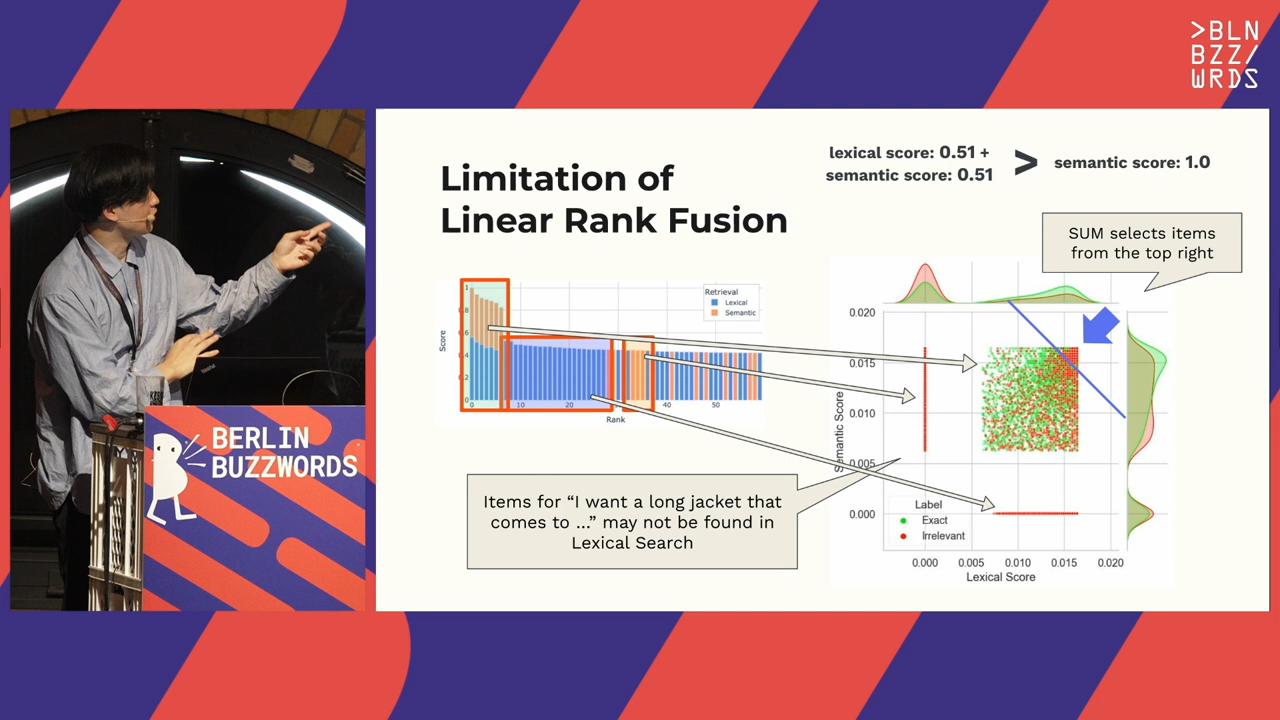 >BLN
BZZ/
WRDS
Limitation of
Linear Rank Fusion
lexical score: 0.51 +
semantic score: 0.51
>
semantic score: 1.0
SUM selects items
from the top right
Retrieval
Lexical
Semantic
Score
1
0
10
20
40
50
Rank
Items for “I want a long jacket that
comes to ...” may not be found in
Lexical Search
0.020
0.015
0.010
0.005
0.000
Semantic Score
Label
Exact
Irrelevant
0.000
0.005
0.010
0.015
0.020
Lexical Score
BERLIN
BUZZWORDS